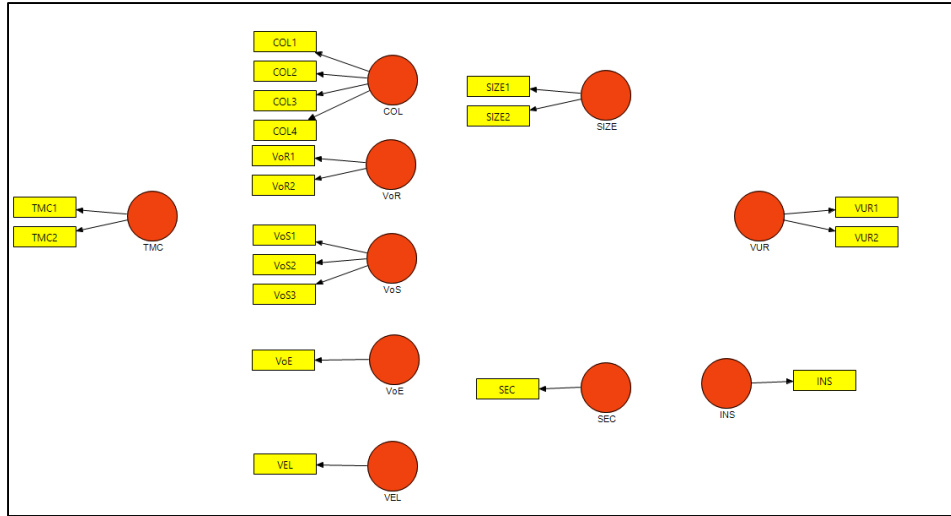 COL1
COL2
COL3
COL4
COL
SIZE1
SIZE2
SIZE
VoR1
VoR2
VoR
TMC1
TMC2
TMC
VoS1
VoS2
VoS3
VoS
VUR1
VUR2
VUR
VoE
VoE
SEC
SEC
INS
INS
VEL
VEL